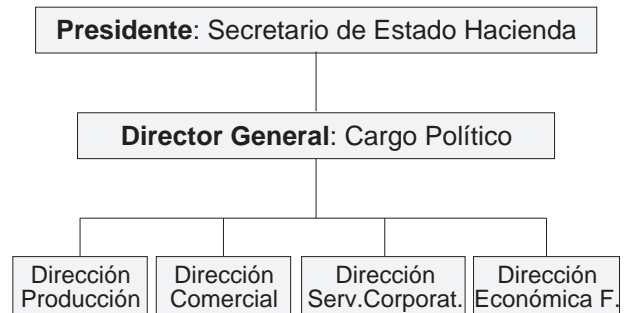 Presidente: Secretario de Estado Hacienda
Director General: Cargo Político
Dirección
Producción
Dirección
Comercial
Dirección
Serv.Corporat.
Dirección
Económica F.